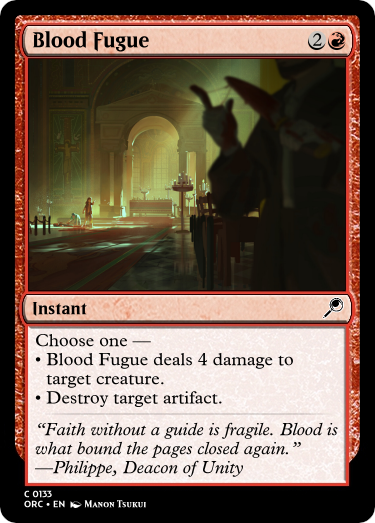 Blood Fugue 2
Instant
Choose one —
• Blood Fugue deals 4 damage to
target creature.
• Destroy target artifact.
“Faith without a guide is fragile. Blood is
what bound the pages closed again.”
—Philippe, Deacon of Unity
C 0133
ORC • EN Manon Tsukui